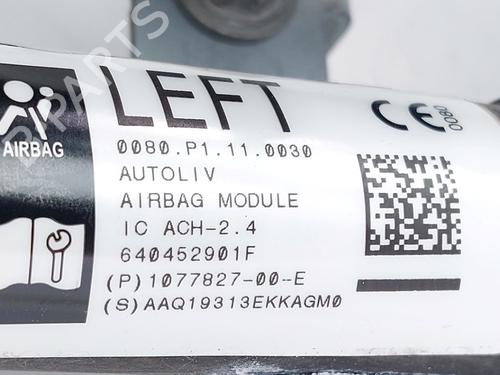 LEFT
AIRBAG
0080.P1.11.0030
AUTOLIV
AIRBAG MODULE
IC ACH-2.4
640452901F
(P)1077827-00-E
(S)AAQ19313EKKAGM0
CE
0080